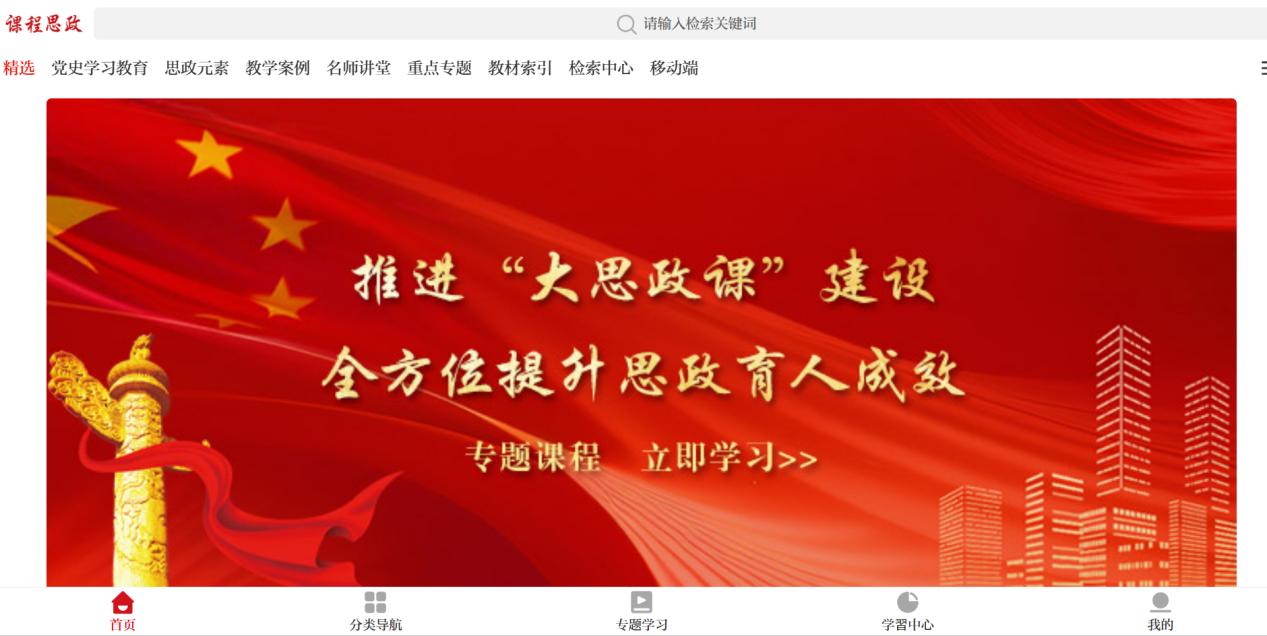 课程思政
请输入检索关键词
精选 党史学习教育 思政元素 教学案例 名师讲堂 重点专题 教材索引 检索中心 移动端
推进“大思政课”建设
全方位提升思政育人成效
专题课程 立即学习>>
首页 分类导航 专题学习 学習中心 我的